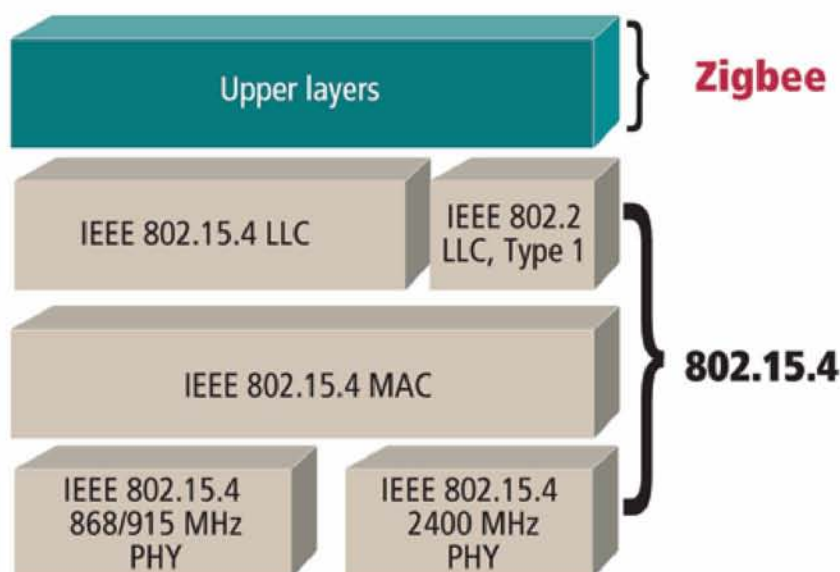 Upper layers
Zigbee
IEEE 802.15.4 LLC
IEEE 802.2
LLC, Type 1
IEEE 802.15.4 MAC
802.15.4
IEEE 802.15.4
868/915 MHz
PHY
IEEE 802.15.4
2400 MHz
PHY